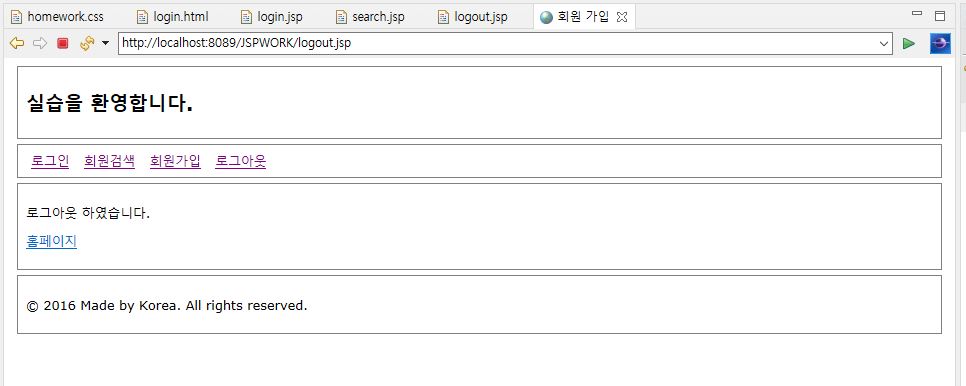 homework.css login.html login.jsp search.jsp logout.jsp 회원 가입
http://localhost:8089/JSPWORK/logout.jsp
실습을 환영합니다.
로그인 회원검색 회원가입 로그아웃
로그아웃 하였습니다.
홈페이지
© 2016 Made by Korea. All rights reserved.